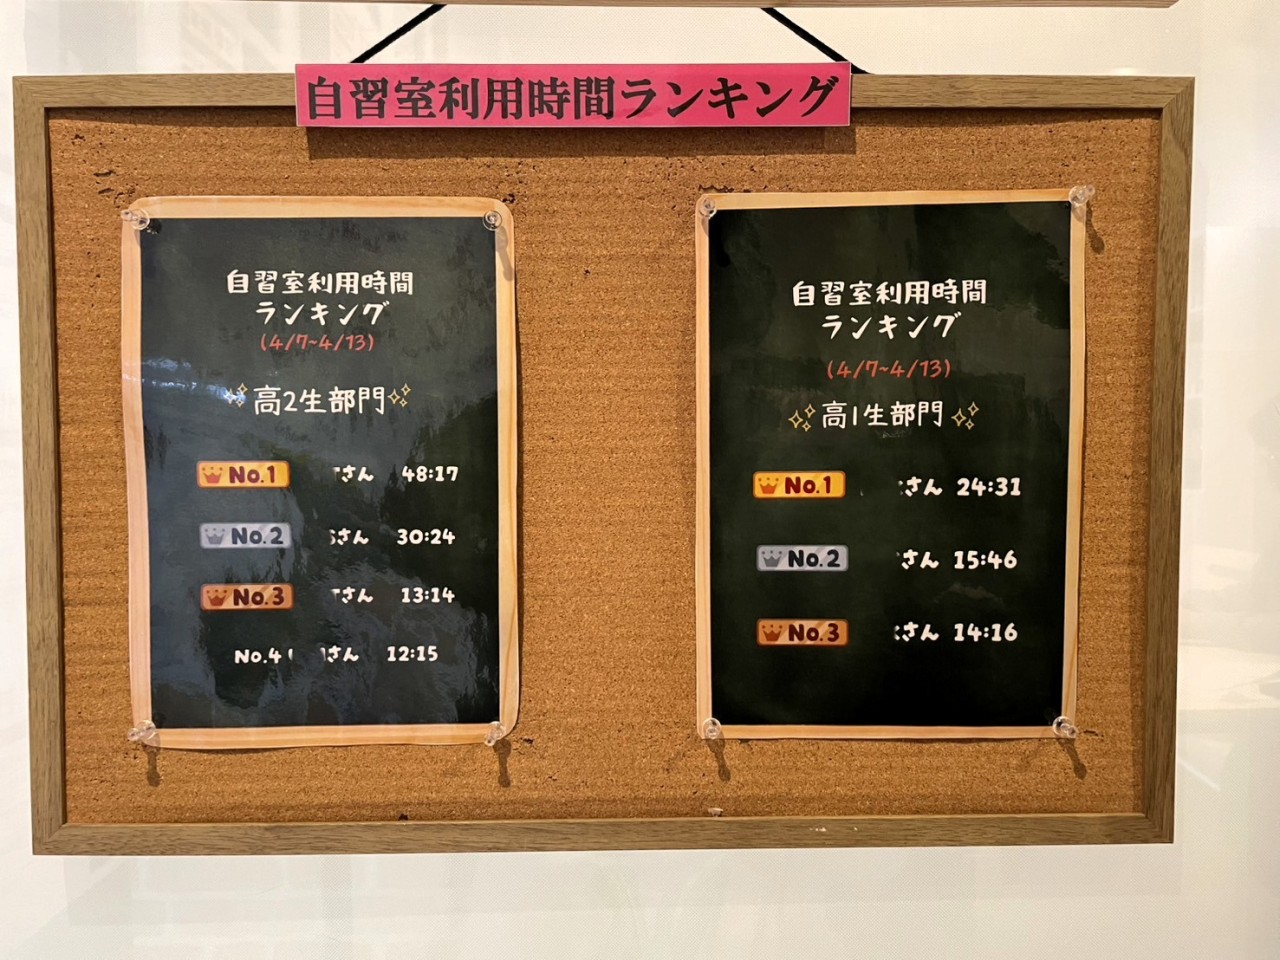 自習室利用時間ランキング
自習室利用時間
ランキング
(4/7~4/13)
高2生部門
No.1 さん 48:17
No.2 さん 30:24
No.3 さん 13:14
No.4 さん 12:15
自習室利用時間
ランキング
(4/7~4/13)
高1生部門
No.1 さん 24:31
No.2 さん 15:46
No.3 さん 14:16